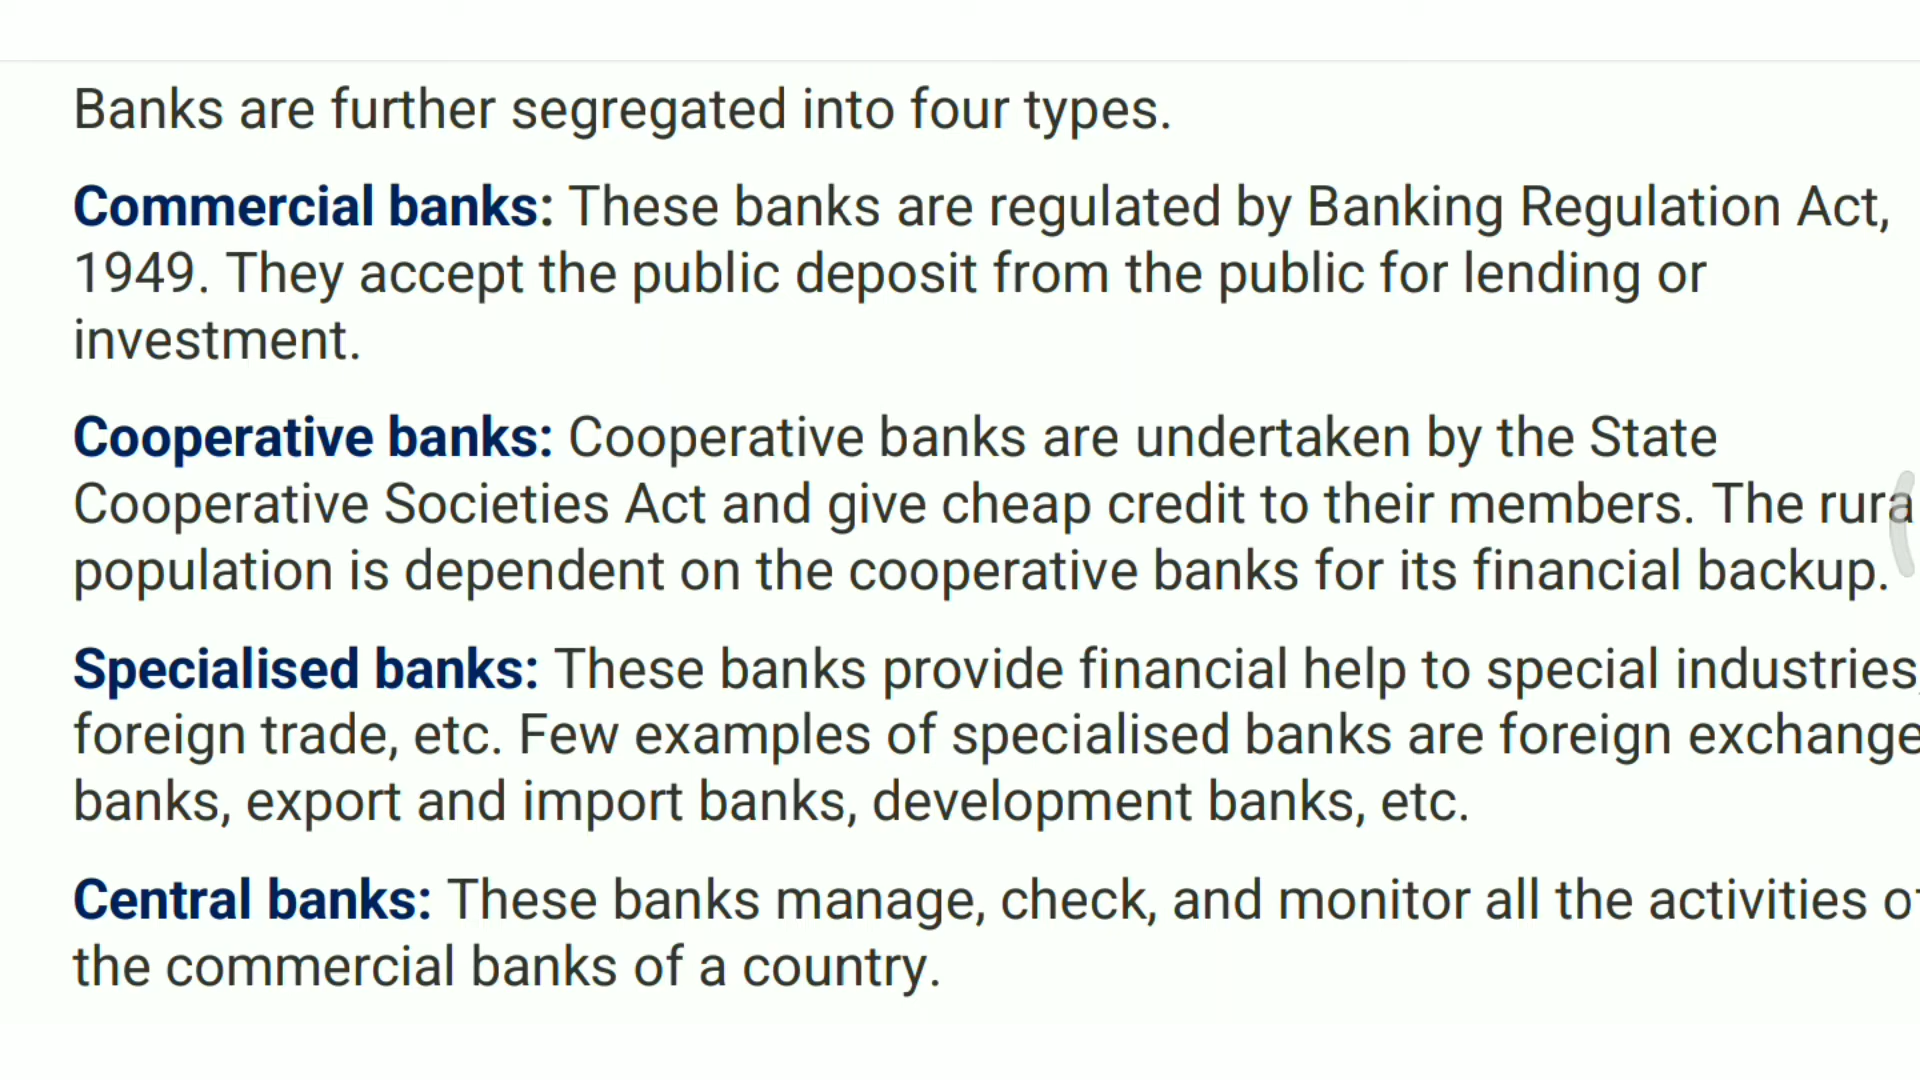 Banks are further segregated into four types.
Commercial banks: These banks are regulated by Banking Regulation Act,
1949. They accept the public deposit from the public for lending or
investment.
Cooperative banks: Cooperative banks are undertaken by the State
Cooperative Societies Act and give cheap credit to their members. The rura
population is dependent on the cooperative banks for its financial backup.
Specialised banks: These banks provide financial help to special industries,
foreign trade, etc. Few examples of specialised banks are foreign exchange
banks, export and import banks, development banks, etc.
Central banks: These banks manage, check, and monitor all the activities of
the commercial banks of a country.